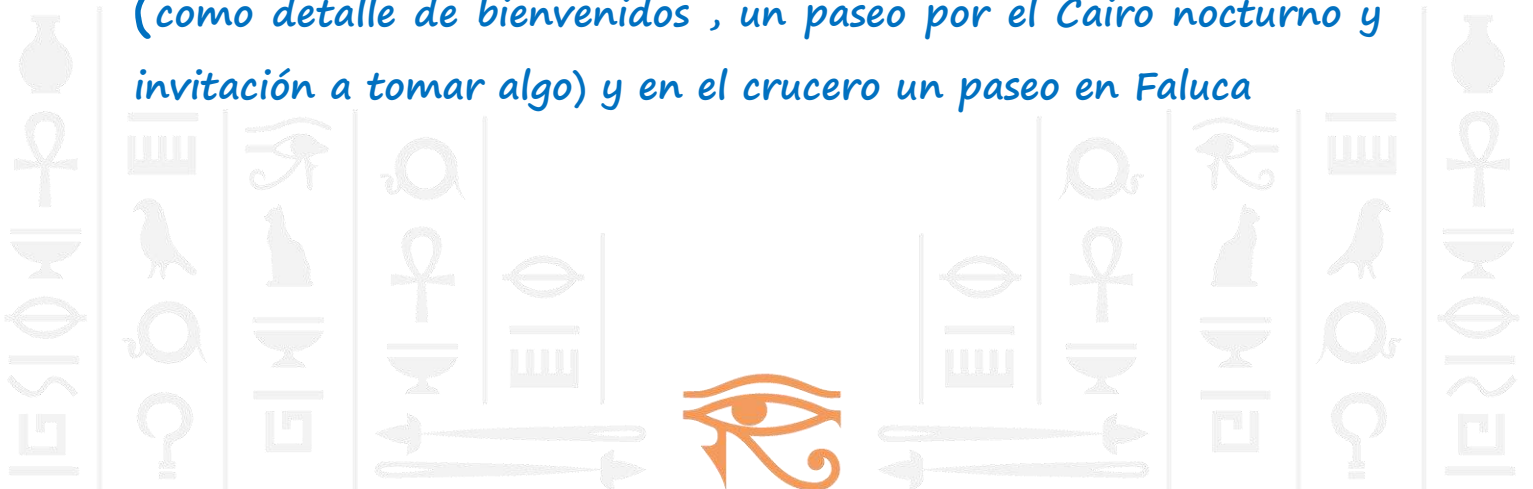 (como detalle de bienvenidos , un paseo por el Cairo nocturno y
invitación a tomar algo) y en el crucero un paseo en Faluca